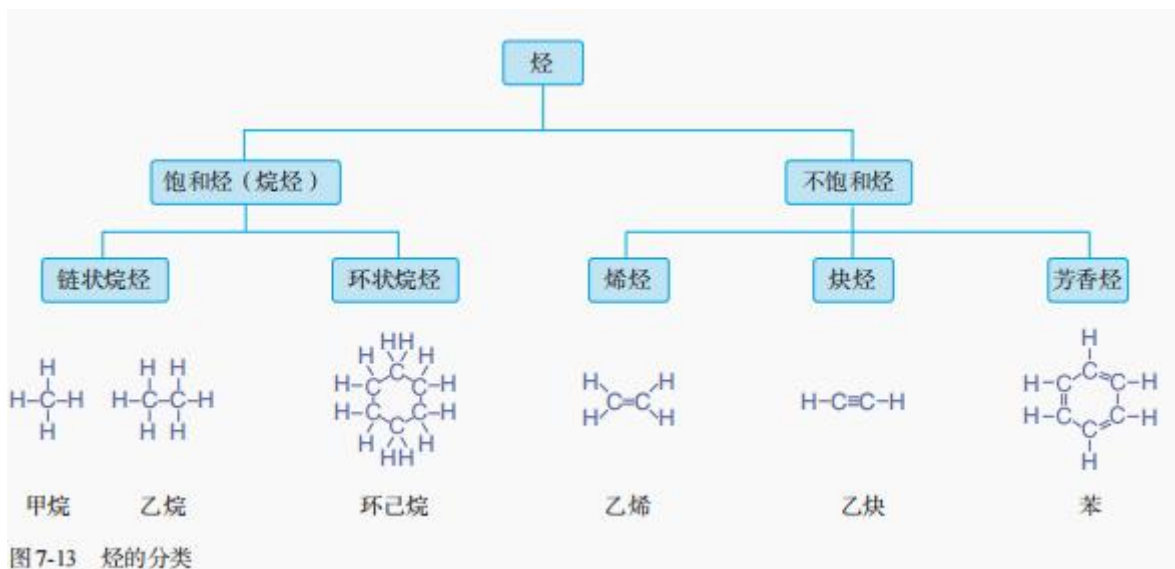 烃
饱和烃（烷烃） 不饱和烃
链状烷烃 环状烷烃 烯烃 炔烃 芳香烃
H H H HH H H H H-C≡C-H H
H-C-H H-C-C-H H C H C=C H-C C C-H
H H H H-C C-H H H H-C C C-H
H-C C-H H
H C H
HH
甲烷 乙烷 环己烷 乙烯 乙炔 苯
图7-13 烃的分类